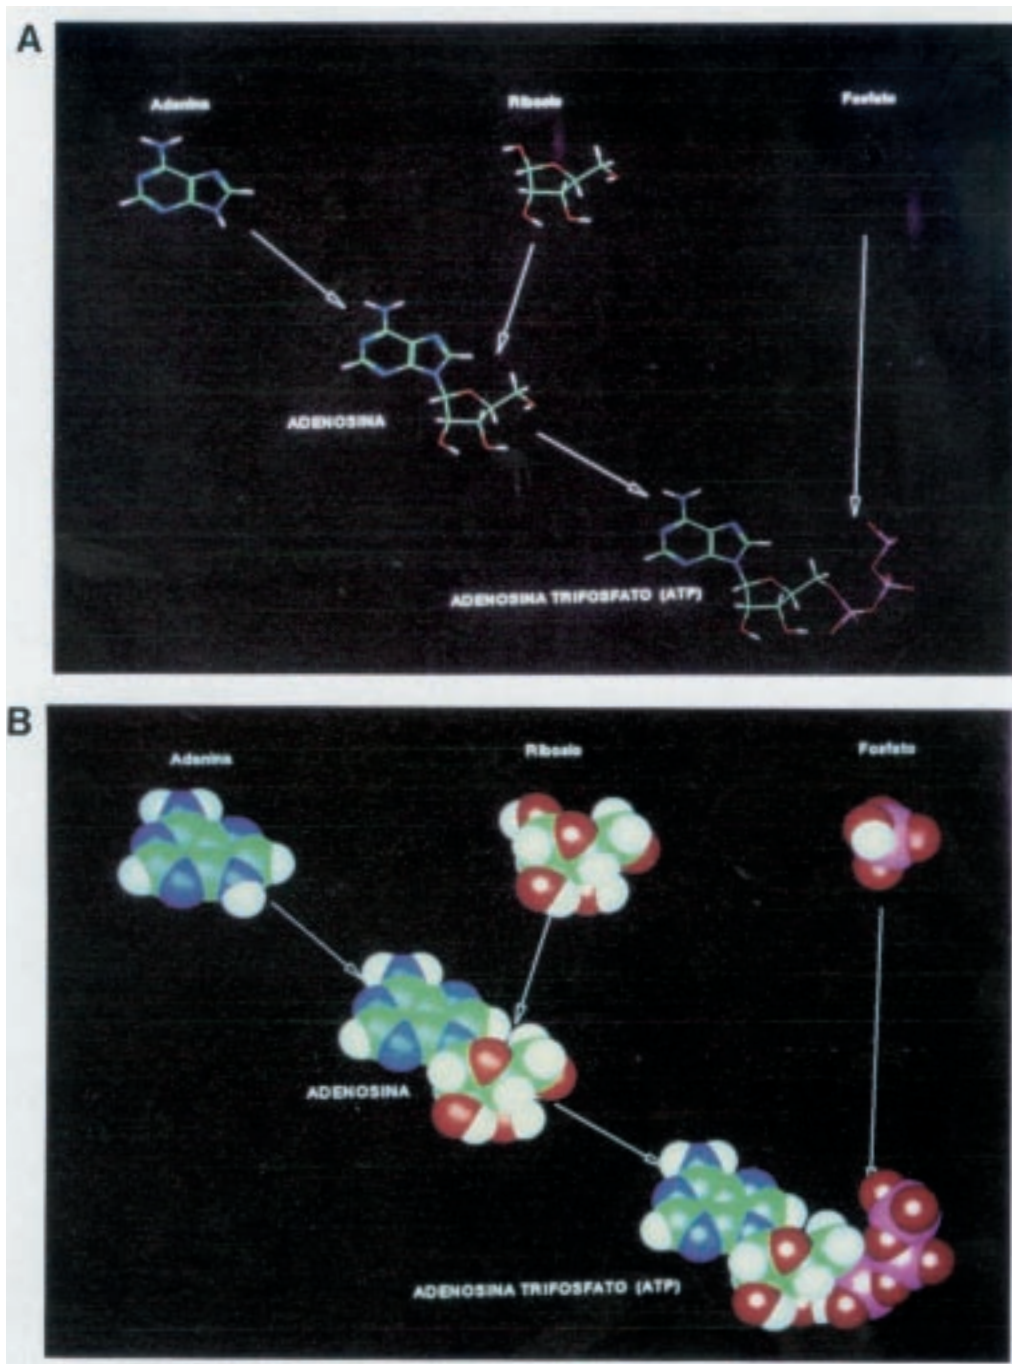 A
Adenina
Ribosio
Fosfato
ADENOSINA
ADENOSINA TRIFOSFATO (ATP)
B
Adenina
Ribosio
Fosfato
ADENOSINA
ADENOSINA TRIFOSFATO (ATP)